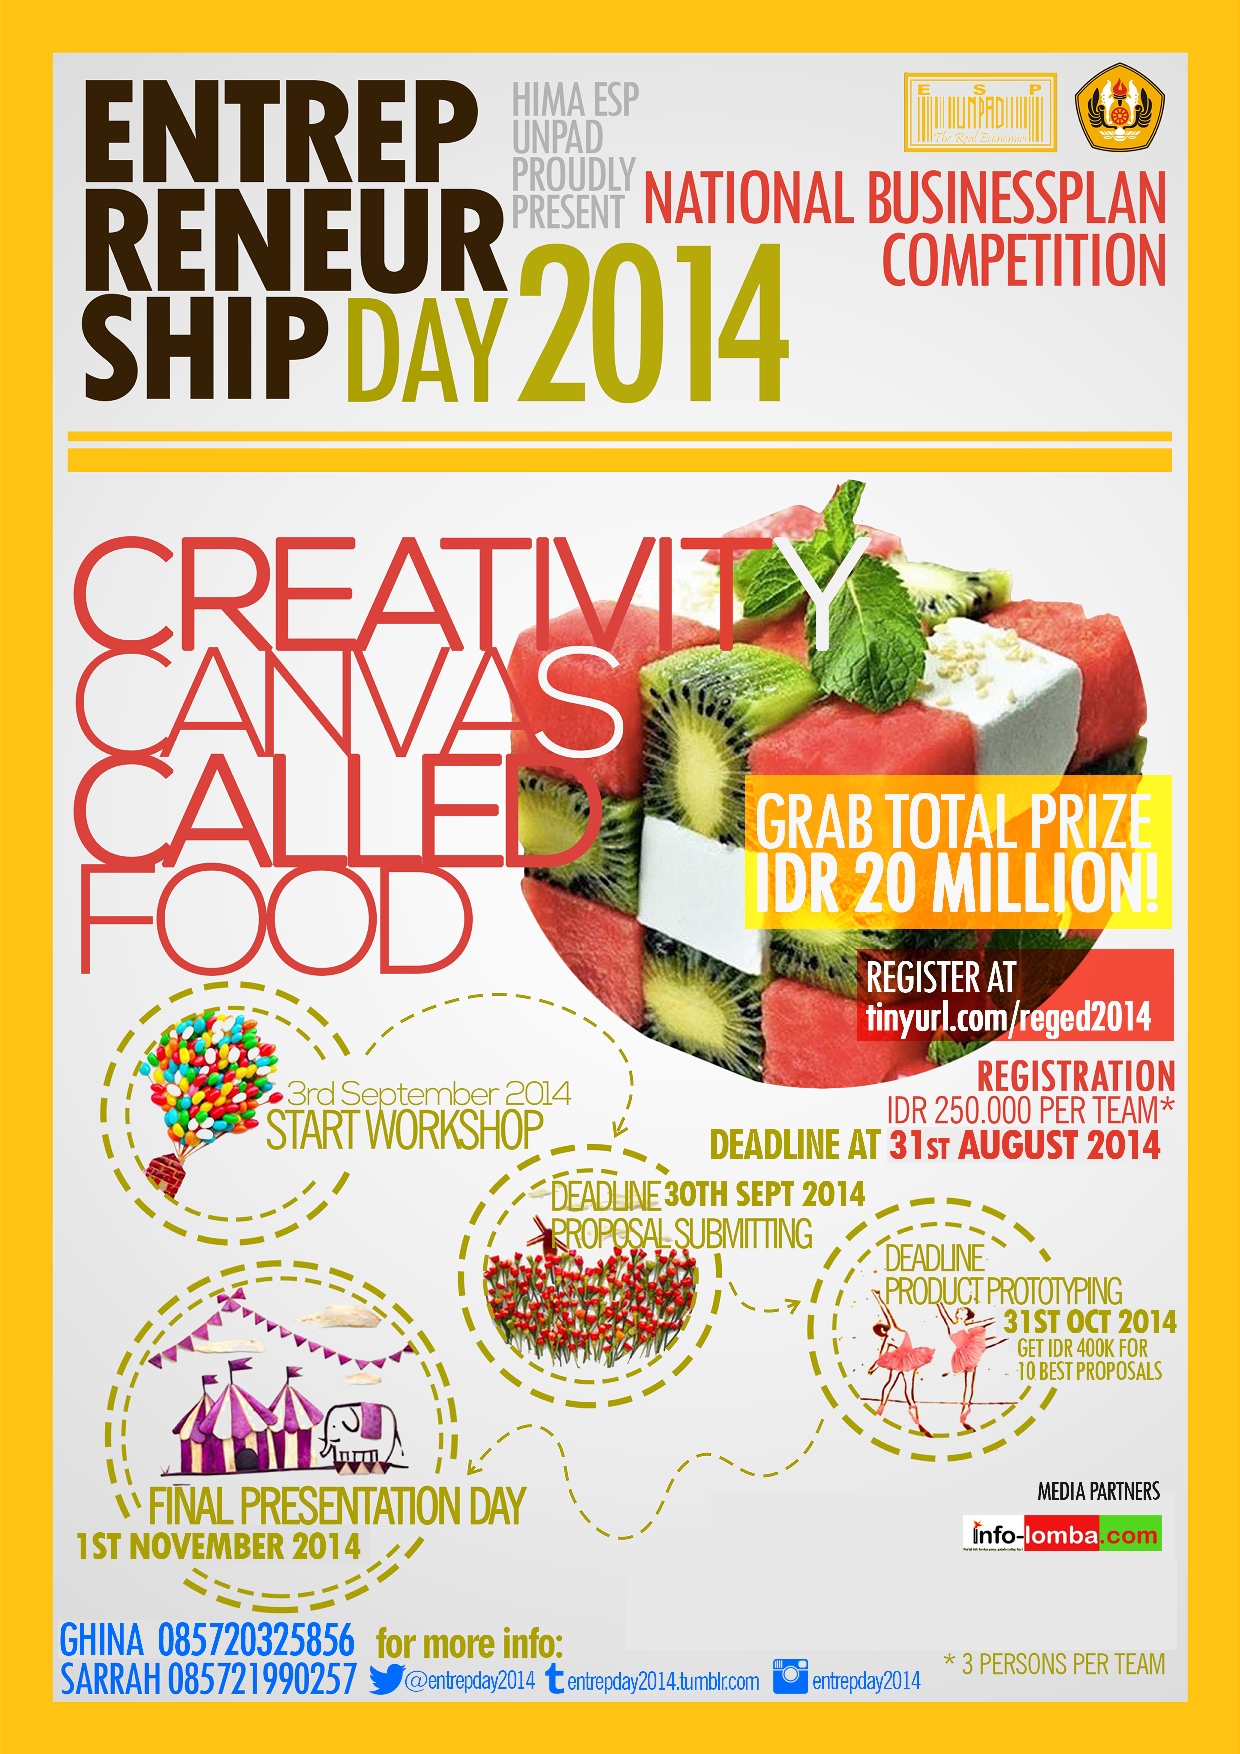 ENTREP
RENEUR
SHIP DAY 2014
HIMA ESP
UNPAD
PROUDLY
PRESENT
E S P
UNPAD
The Real Economics
NATIONAL BUSINESSPLAN
COMPETITION
CREATIVITY
CANVAS
CALLED
FOOD
GRAB TOTAL PRIZE
IDR 20 MILLION!
REGISTER AT
tinyurl.com/reged2014
REGISTRATION
IDR 250.000 PER TEAM*
DEADLINE AT 31ST AUGUST 2014
3rd September 2014
START WORKSHOP
DEADLINE 30TH SEPT 2014
PROPOSAL SUBMITTING
DEADLINE
PRODUCT PROTOTYPING
31ST OCT 2014
GET IDR 400K FOR
10 BEST PROPOSALS
FINAL PRESENTATION DAY
1ST NOVEMBER 2014
MEDIA PARTNERS
info-lomba.com
GHINA 085720325856
SARRAH 085721990257
for more info:
@entrepday2014
entrepday2014.tumblr.com
entrepday2014
* 3 PERSONS PER TEAM